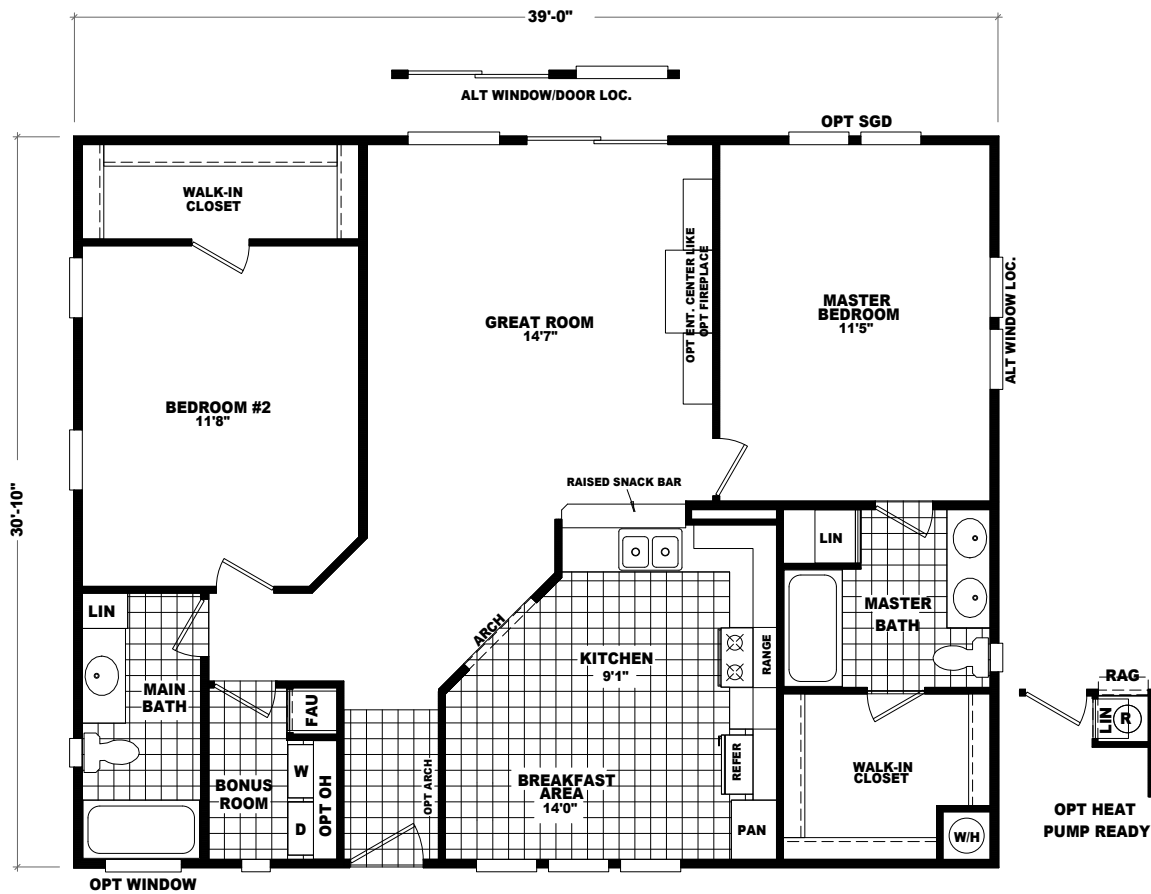 39'-0"
ALT WINDOW/DOOR LOC.
OPT SGD
WALK-IN
CLOSET
OPT ENT. CENTER LIKE
OPT FIREPLACE
ALT WINDOW LOC.
GREAT ROOM
14'7"
MASTER
BEDROOM
11'5"
BEDROOM #2
11'8"
30'-10"
RAISED SNACK BAR
LIN
LIN
MASTER
BATH
ARCH
KITCHEN
9'1"
RANGE
MAIN
BATH
FAU
RAG
LIN
R
REFER
WALK-IN
CLOSET
BONUS
ROOM
W
D
OPT OH
OPT ARCH
BREAKFAST
AREA
14'0"
PAN
W/H
OPT HEAT
PUMP READY
OPT WINDOW